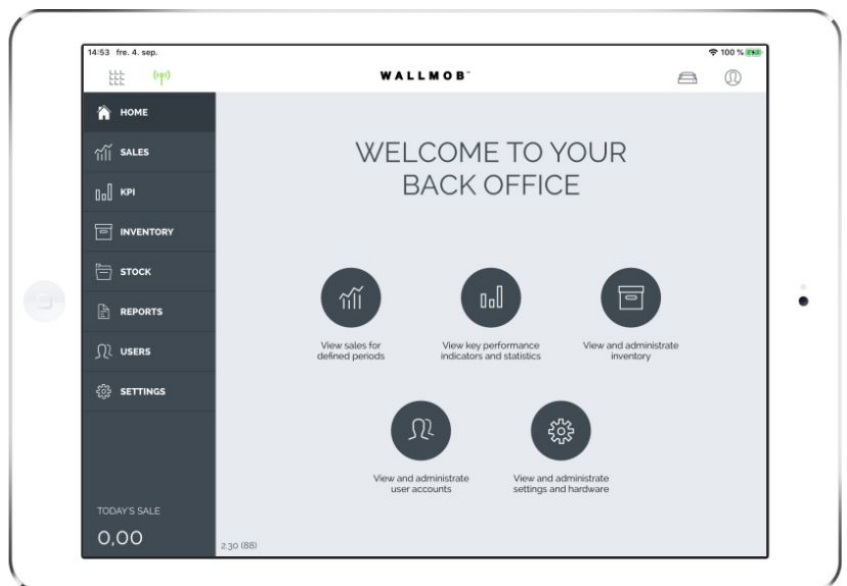 14:53 fre. 4. sep.
100 %
WALLMOB™
HOME
SALES
KPI
INVENTORY
STOCK
REPORTS
USERS
SETTINGS
TODAY'S SALE
0,00
WELCOME TO YOUR
BACK OFFICE
View sales for
defined periods
View key performance
indicators and statistics
View and administrate
inventory
View and administrate
user accounts
View and administrate
settings and hardware
2.30 (88)